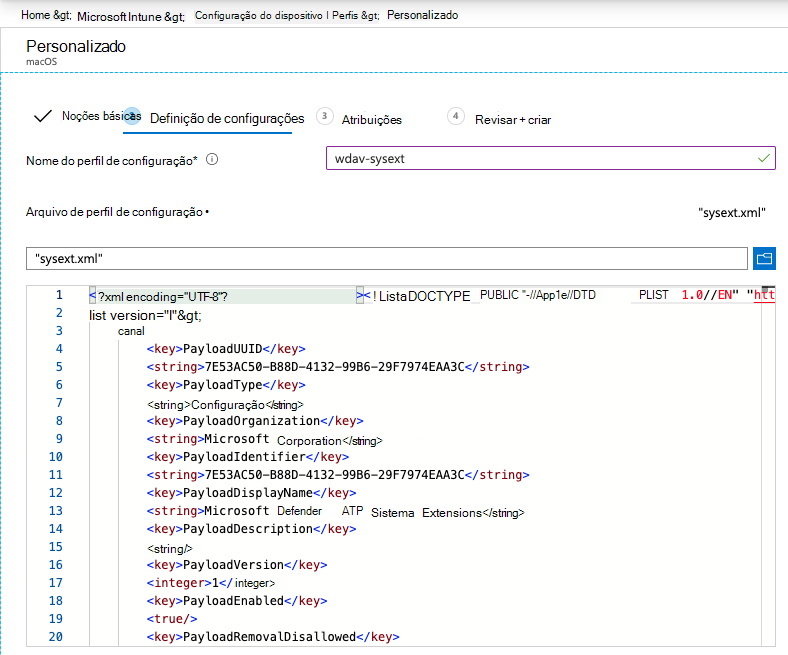 Home &gt; Microsoft Intune &gt; Configuração do dispositivo | Perfis &gt; Personalizado
Personalizado
macOS
Noções básicas 2 Definição de configurações 3 Atribuições 4 Revisar + criar
Nome do perfil de configuração* wdav-sysext
Arquivo de perfil de configuração • "sysext.xml"
"sysext.xml"
1 <?xml encoding="UTF-8"? ><!ListaDOCTYPE PUBLIC "-//App1e//DTD PLIST 1.0//EN" "htt
2 list version="l"&gt;
3 canal
4 <key>PayloadUUID</key>
5 <string>7E53AC50-B88D-4132-99B6-29F7974EAA3C</string>
6 <key>PayloadType</key>
7 <string>Configuração</string>
8 <key>PayloadOrganization</key>
9 <string>Microsoft Corporation</string>
10 <key>PayloadIdentifier</key>
11 <string>7E53AC50-B88D-4132-99B6-29F7974EAA3C</string>
12 <key>PayloadDisplayName</key>
13 <string>Microsoft Defender ATP Sistema Extensions</string>
14 <key>PayloadDescription</key>
15 <string/>
16 <key>PayloadVersion</key>
17 <integer>1</integer>
18 <key>PayloadEnabled</key>
19 <true/>
20 <key>PayloadRemovalDisallowed</key>